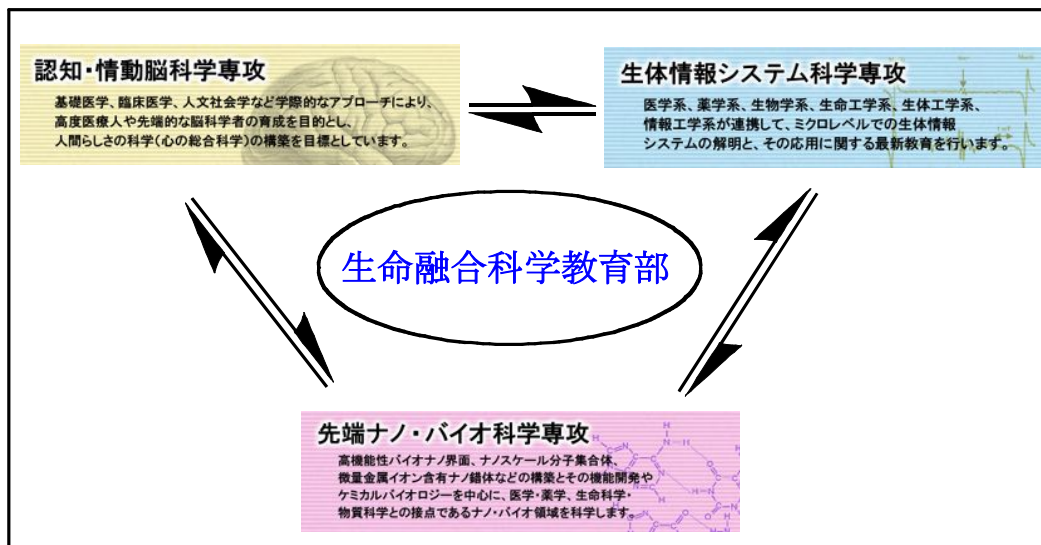 認知・情動脳科学専攻
基礎医学、臨床医学、人文社会学など学際的なアプローチにより、
高度医療人や先端的な脳科学者の育成を目的とし、
人間らしさの科学(心の総合科学)の構築を目標としています。
生体情報システム科学専攻
医学系、薬学系、生物学系、生命工学系、生体工学系、
情報工学系が連携して、ミクロレベルでの生体情報
システムの解明と、その応用に関する最新教育を行います。
生命融合科学教育部
先端ナノ・バイオ科学専攻
高機能性バイオナノ界面、ナノスケール分子集合体、
微量金属イオン含有ナノ錯体などの構築とその機能開発や
ケミカルバイオロジーを中心に、医学・薬学、生命科学・
物質科学との接点であるナノ・バイオ領域を科学します。